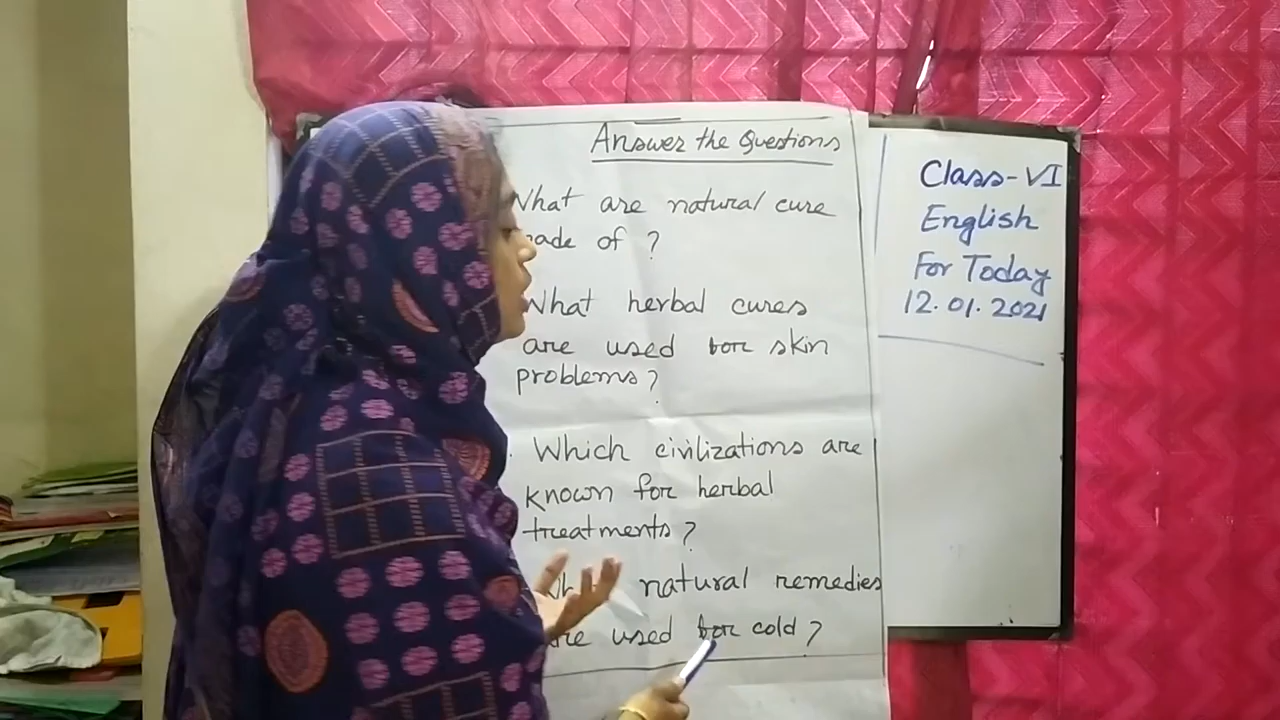 Answer the Questions
What are natural cure
made of ?
What herbal cures
are used for skin
problems?
. Which civilizations are
known for herbal
treatments?
natural remedies
are used for cold ?
Class-VI
English
For Today
12.01.2021